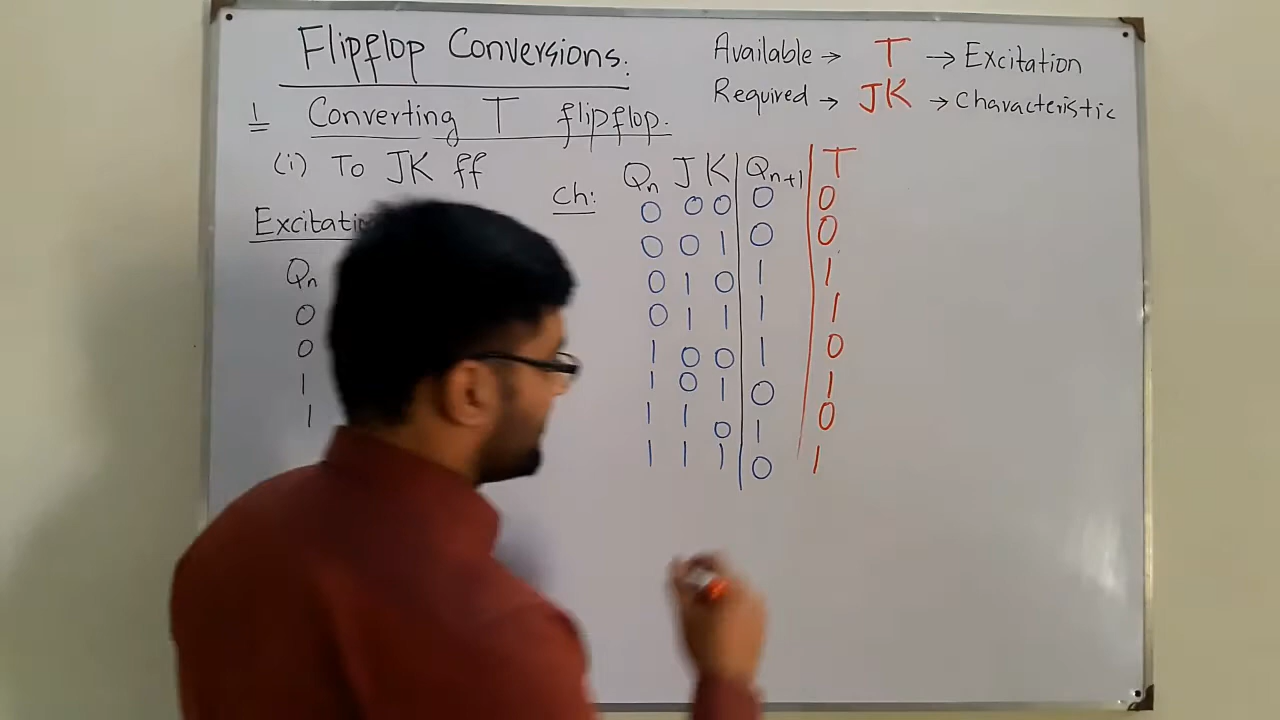 Flipflop Conversions:
1 Converting T flipflop.
(i) To JK ff
Available → T → Excitation
Required → JK → Characteristic
Ch:
Qn J K Qn+1 T
0 0 0 0 0
0 0 1 0 0
0 1 0 1 1
0 1 1 1 1
1 0 0 1 0
1 0 1 0 1
1 1 0 1 0
1 1 1 0 1
Qn
0
0
1
1